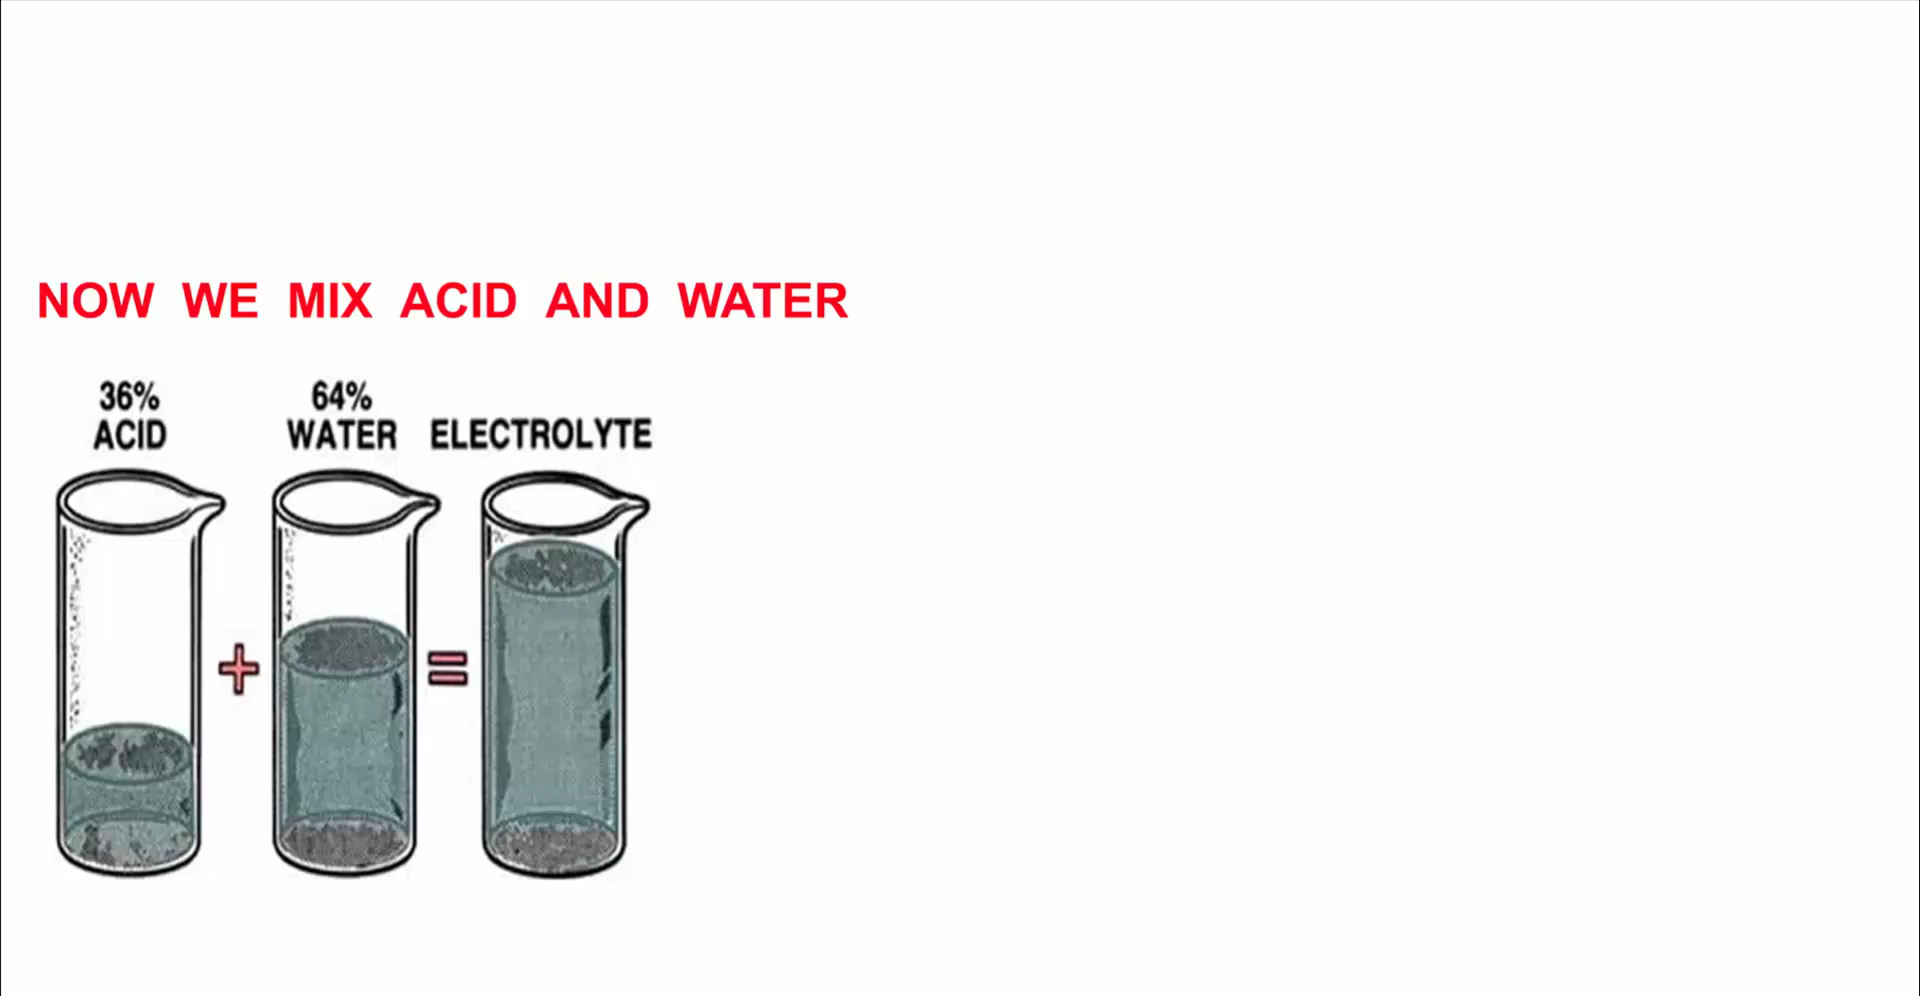 NOW WE MIX ACID AND WATER
36%
ACID
+
64%
WATER
=
ELECTROLYTE